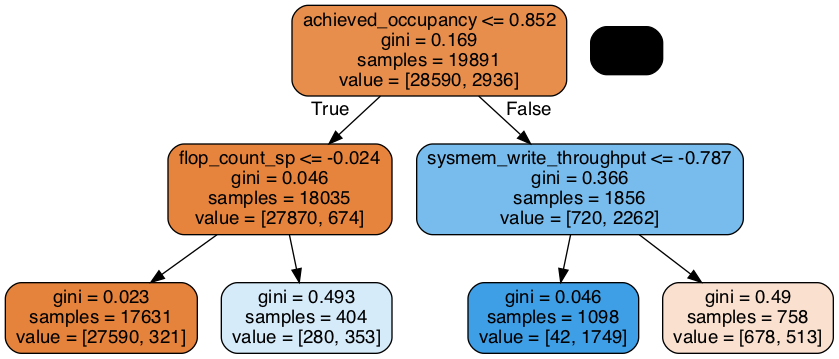 achieved_occupancy <= 0.852
gini = 0.169
samples = 19891
value = [28590, 2936]
True
False
flop_count_sp <= -0.024
gini = 0.046
samples = 18035
value = [27870, 674]
sysmem_write_throughput <= -0.787
gini = 0.366
samples = 1856
value = [720, 2262]
gini = 0.023
samples = 17631
value = [27590, 321]
gini = 0.493
samples = 404
value = [280, 353]
gini = 0.046
samples = 1098
value = [42, 1749]
gini = 0.49
samples = 758
value = [678, 513]